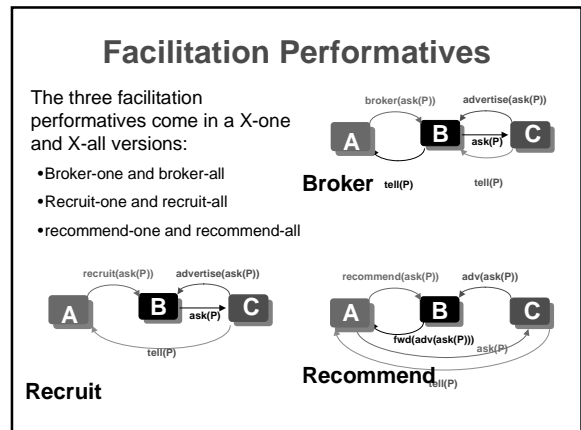 Facilitation Performatives
The three facilitation
performatives come in a X-one
and X-all versions:
•Broker-one and broker-all
•Recruit-one and recruit-all
•recommend-one and recommend-all
broker(ask(P)) advertise(ask(P))
A B C
ask(P)
Broker tell(P) tell(P)
recruit(ask(P)) advertise(ask(P))
A B C
ask(P)
tell(P)
Recruit
recommend(ask(P)) adv(ask(P))
A B C
fwd(adv(ask(P)))
ask(P)
Recommend tell(P)